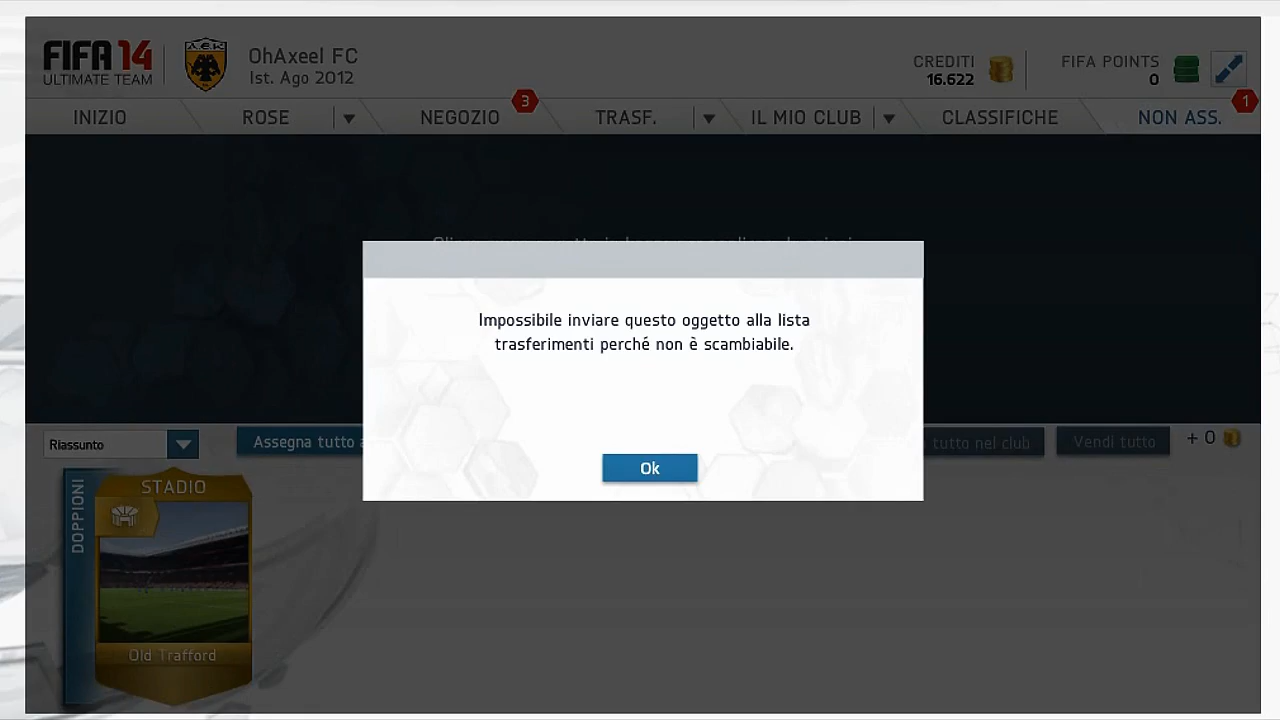 FIFA 14
ULTIMATE TEAM
OhAxeel FC
Ist. Ago 2012
CREDITI
16.622
FIFA POINTS
0
INIZIO
ROSE
NEGOZIO
3
TRASF.
IL MIO CLUB
CLASSIFICHE
NON ASS.
1
Impossibile inviare questo oggetto alla lista
trasferimenti perché non è scambiabile.
Ok
Riassunto
Assegna tutto
tutto nel club
Vendi tutto
+ 0
DOPPIONI
STADIO
Old Trafford